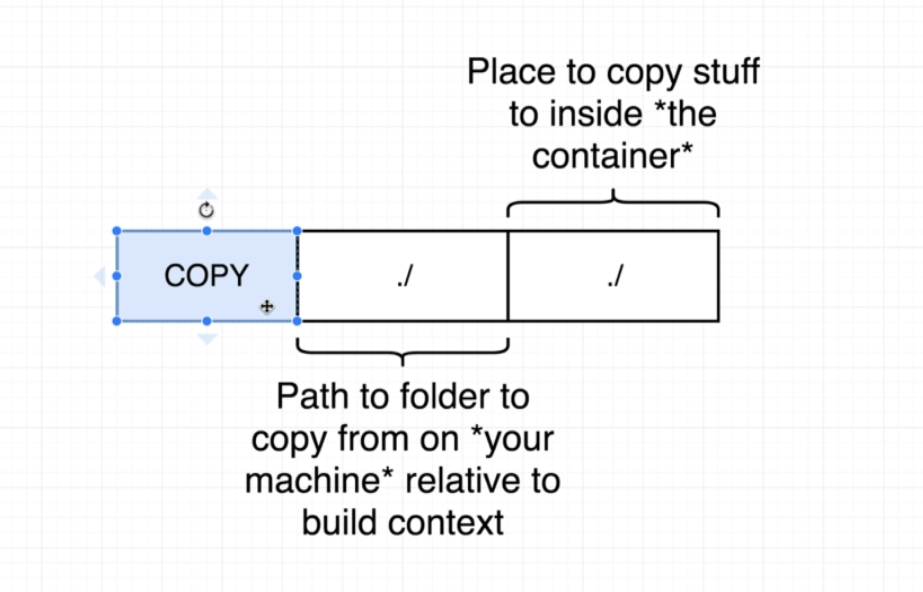 Place to copy stuff
to inside *the
container*
COPY
./
./
Path to folder to
copy from on *your
machine* relative to
build context